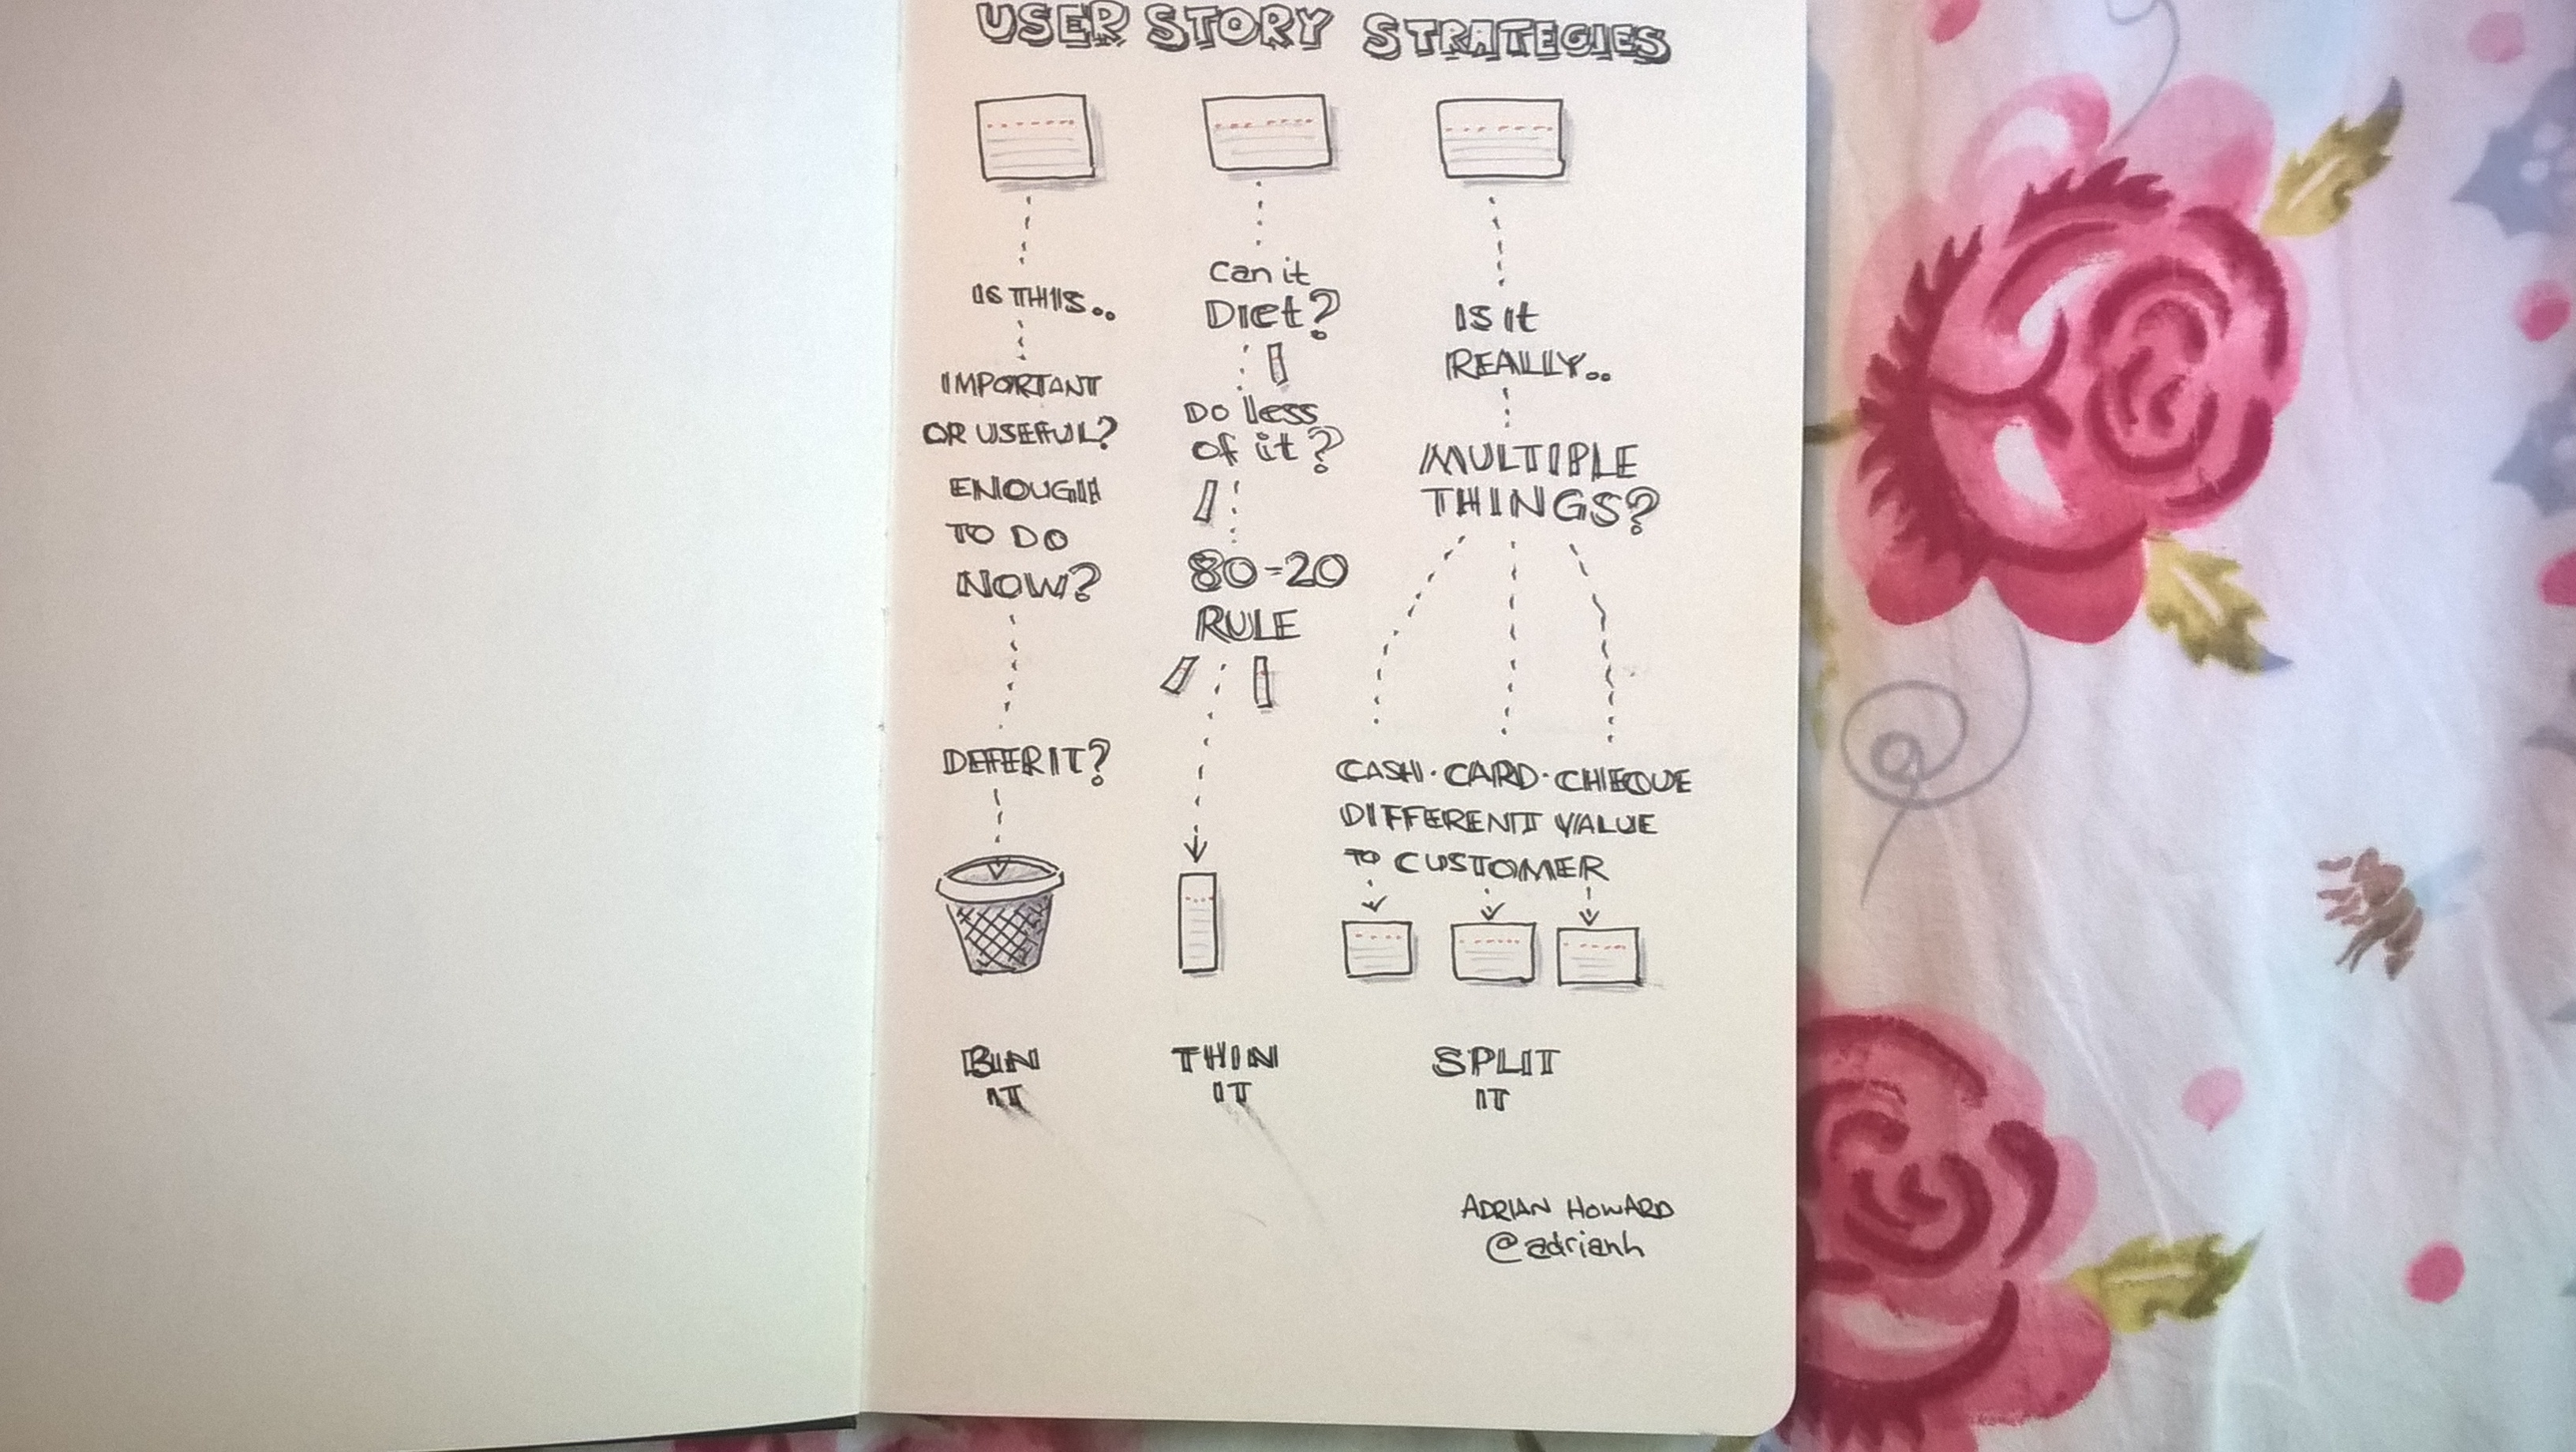 USER STORY STRATEGIES
IS THIS..
IMPORTANT
OR USEFUL?
ENOUGH
TO DO
NOW?
DEFER IT?
BIN
IT
Can it
Diet?
Do less
of it?
80-20
RULE
THIN
IT
Is it
REALLY..
MULTIPLE
THINGS?
CASH · CARD · CHEQUE
DIFFERENT VALUE
TO CUSTOMER
SPLIT
IT
ADRIAN HOWARD
@adrianh